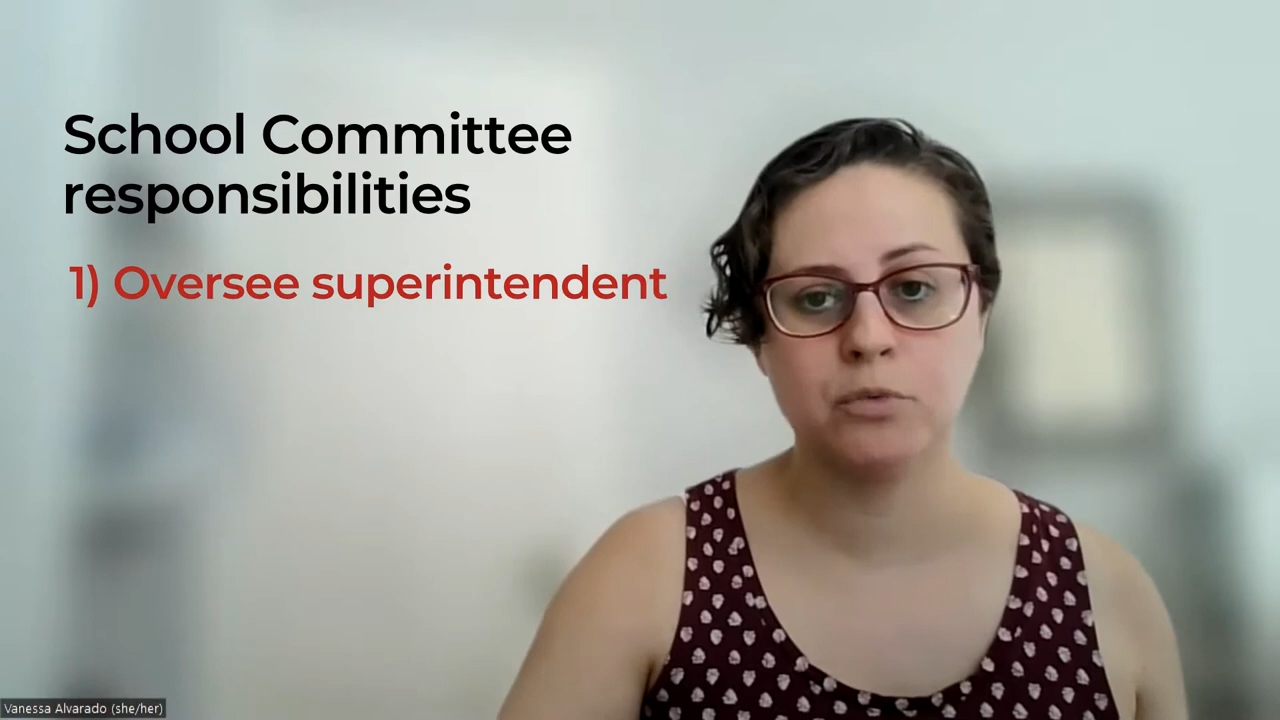 School Committee
responsibilities
1) Oversee superintendent
Vanessa Alvarado (she/her)